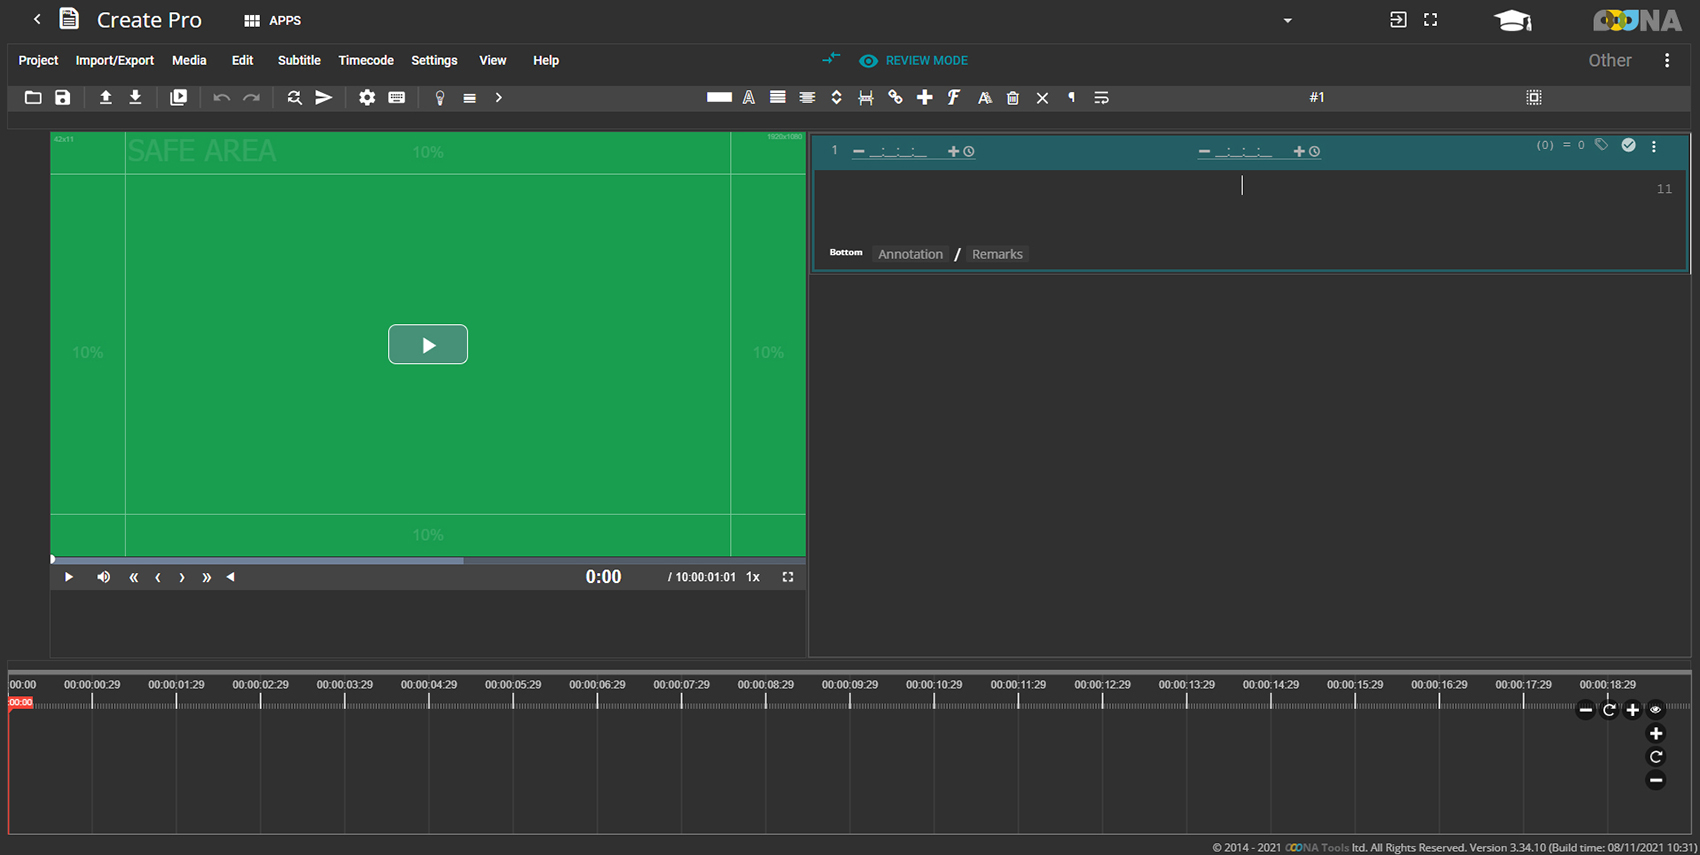 Create Pro APPS OOONA
Project Import/Export Media Edit Subtitle Timecode Settings View Help REVIEW MODE Other
#1
42x11 SAFE AREA 10% 1920x1080
1 __:__:__:__ __:__:__:__ (0) = 0
11
Bottom Annotation / Remarks
10% 10%
10%
0:00 / 10:00:01:01 1x
00:00 00:00:00:29 00:00:01:29 00:00:02:29 00:00:03:29 00:00:04:29 00:00:05:29 00:00:06:29 00:00:07:29 00:00:08:29 00:00:09:29 00:00:10:29 00:00:11:29 00:00:12:29 00:00:13:29 00:00:14:29 00:00:15:29 00:00:16:29 00:00:17:29 00:00:18:29
:00:00
© 2014 - 2021 OOONA Tools ltd. All Rights Reserved. Version 3.34.10 (Build time: 08/11/2021 10:31)